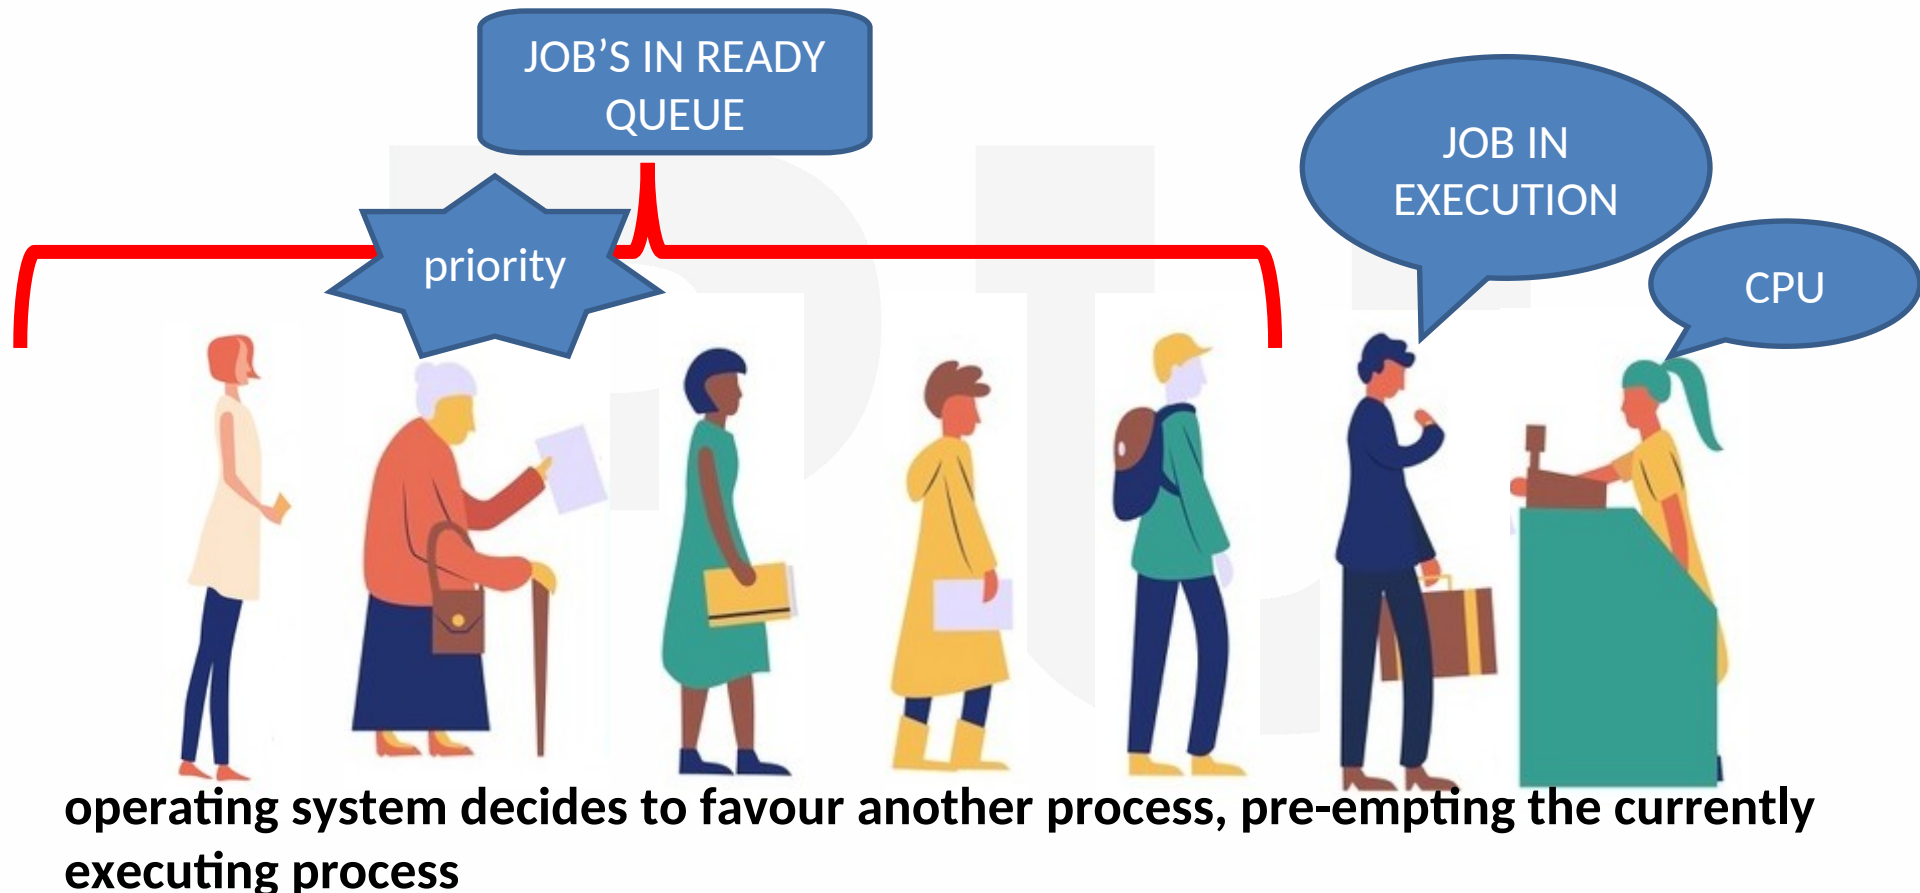 JOB’S IN READY
QUEUE
JOB IN
EXECUTION
priority
CPU
operating system decides to favour another process, pre-empting the currently
executing process